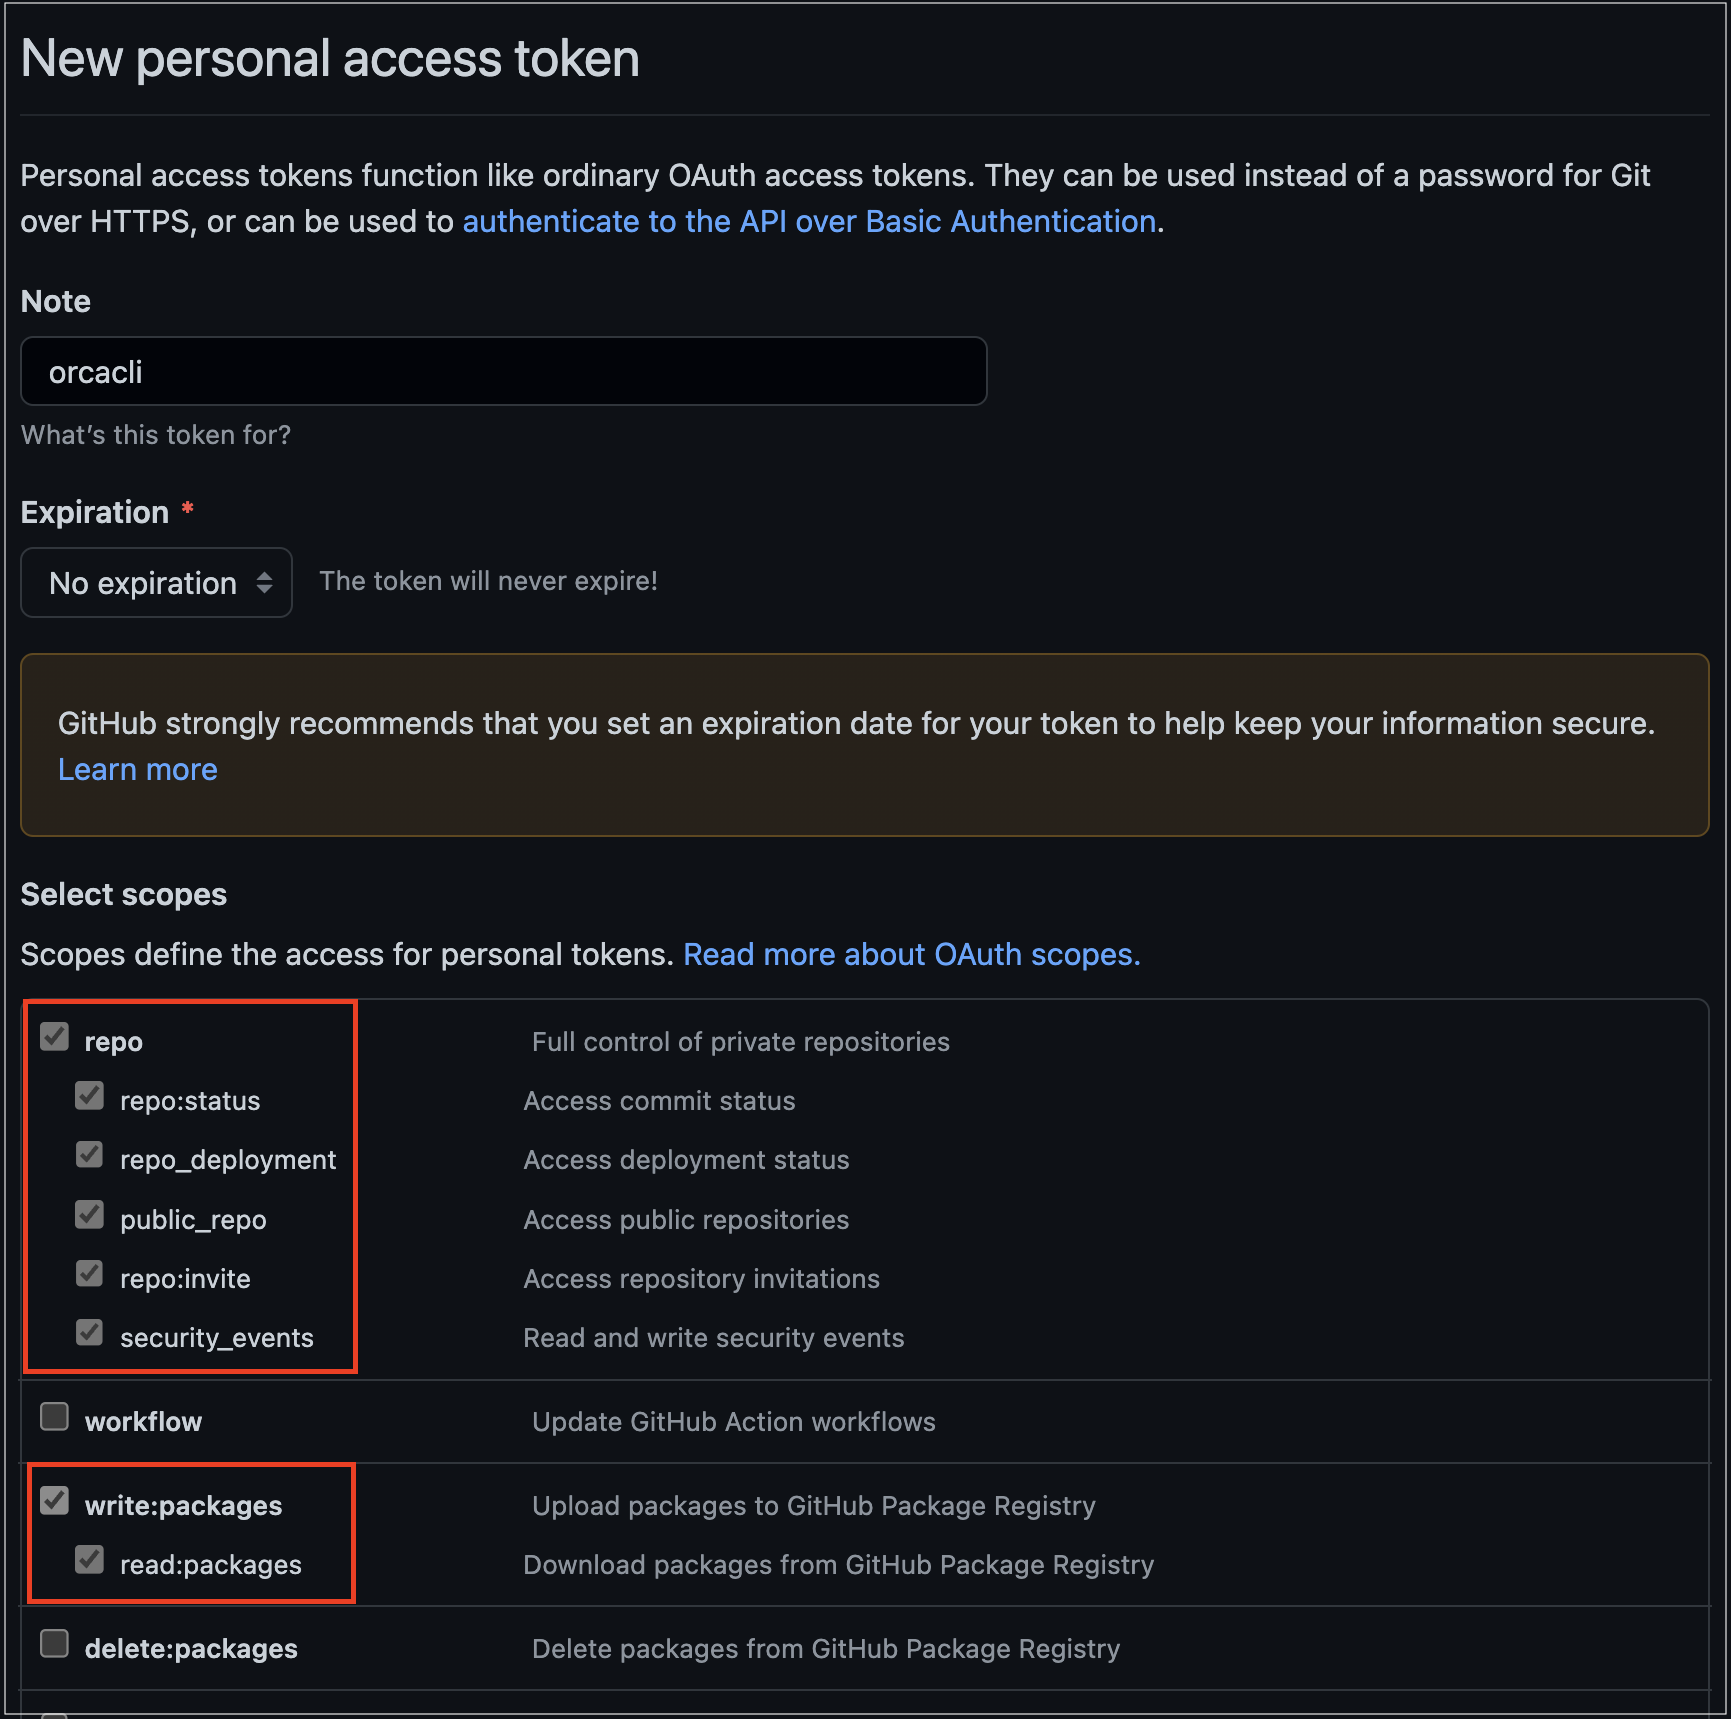 New personal access token
Personal access tokens function like ordinary OAuth access tokens. They can be used instead of a password for Git
over HTTPS, or can be used to authenticate to the API over Basic Authentication.
Note
orcacli
What’s this token for?
Expiration *
No expiration The token will never expire!
GitHub strongly recommends that you set an expiration date for your token to help keep your information secure.
Learn more
Select scopes
Scopes define the access for personal tokens. Read more about OAuth scopes.
repo Full control of private repositories
repo:status Access commit status
repo_deployment Access deployment status
public_repo Access public repositories
repo:invite Access repository invitations
security_events Read and write security events
workflow Update GitHub Action workflows
write:packages Upload packages to GitHub Package Registry
read:packages Download packages from GitHub Package Registry
delete:packages Delete packages from GitHub Package Registry